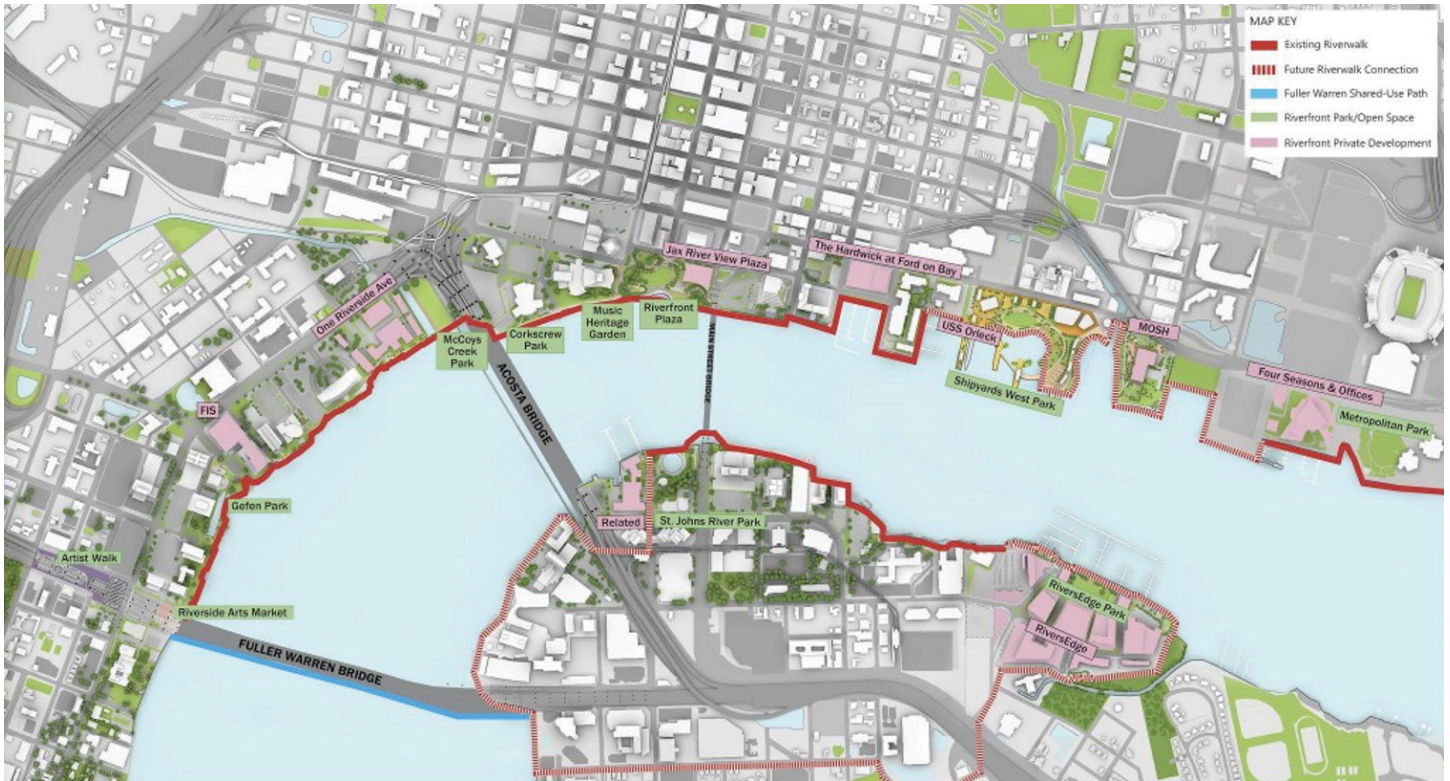 MAP KEY
Existing Riverwalk
Future Riverwalk Connection
Fuller Warren Shared-Use Path
Riverfront Park/Open Space
Riverfront Private Development
Jax River View Plaza
The Hardwick at Ford on Bay
One Riverside Ave
McCoys
Creek
Park
Corkscrew
Park
Music
Heritage
Garden
Riverfront
Plaza
MAIN STREET BRIDGE
USS Orleck
MOSH
Shipyards West Park
Four Seasons & Offices
Metropolitan Park
ACOSTA BRIDGE
FIS
Gefen Park
Related
St. Johns River Park
Artist Walk
Riverside Arts Market
FULLER WARREN BRIDGE
RiversEdge Park
RiversEdge